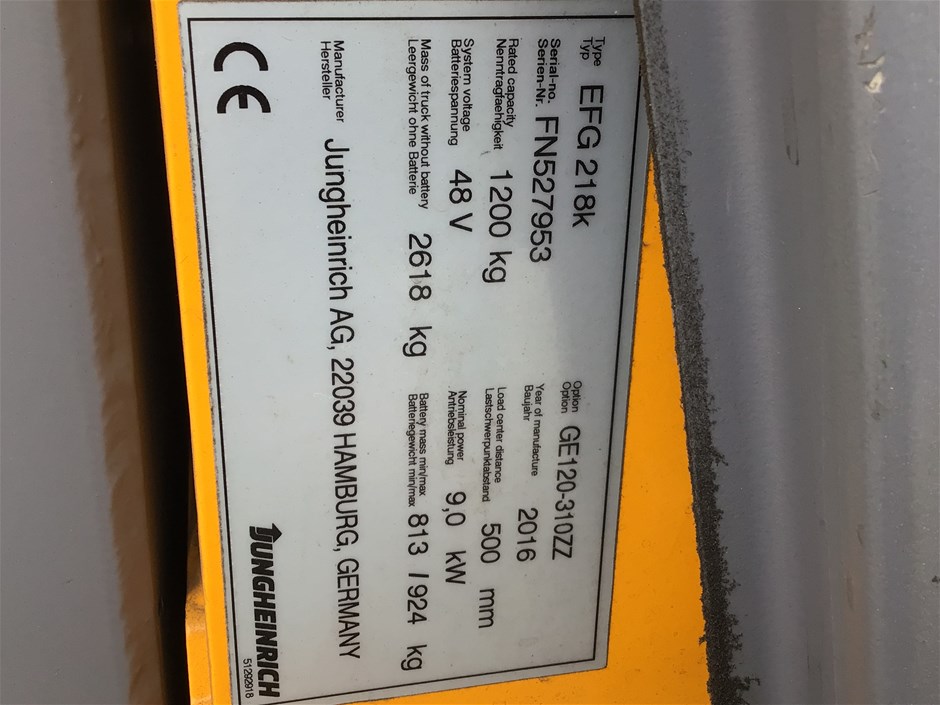 Type
Typ EFG 218k
Option
Option GE120-310ZZ
Serial-no.
Serien-Nr. FN527953
Year of manufacture
Baujahr 2016
Rated capacity
Nenntragfaehigkeit 1200 kg
Load center distance
Lastschwerpunktabstand 500 mm
System voltage
Batteriespannung 48 V
Nominal power
Antriebsleistung 9,0 kW
Mass of truck without battery
Leergewicht ohne Batterie 2618 kg
Battery mass min/max
Batteriegewicht min/max 813 / 924 kg
Manufacturer
Hersteller Jungheinrich AG, 22039 HAMBURG, GERMANY
CE
JUNGHEINRICH
51292918